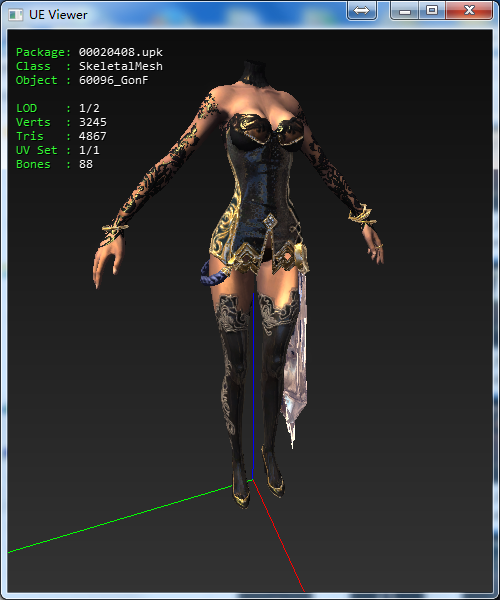 UE Viewer
Package: 00020408.upk
Class : SkeletalMesh
Object : 60096_GonF
LOD : 1/2
Verts : 3245
Tris : 4867
UV Set : 1/1
Bones : 88